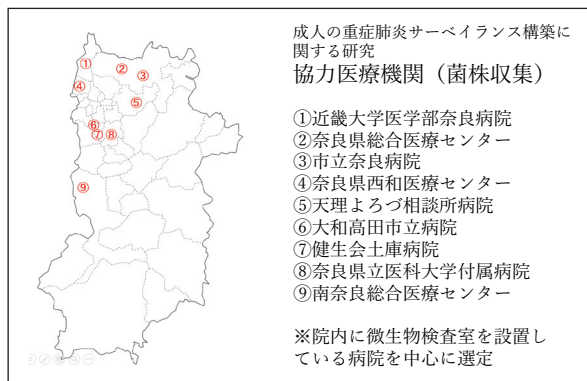 成人の重症肺炎サーベイランス構築に
関する研究
協力医療機関（菌株収集）
①近畿大学医学部奈良病院
②奈良県総合医療センター
③市立奈良病院
④奈良県西和医療センター
⑤天理よろづ相談所病院
⑥大和高田市立病院
⑦健生会土庫病院
⑧奈良県立医科大学付属病院
⑨南奈良総合医療センター
※院内に微生物検査室を設置し
ている病院を中心に選定
①
②
③
④
⑤
⑥
⑦⑧
⑨